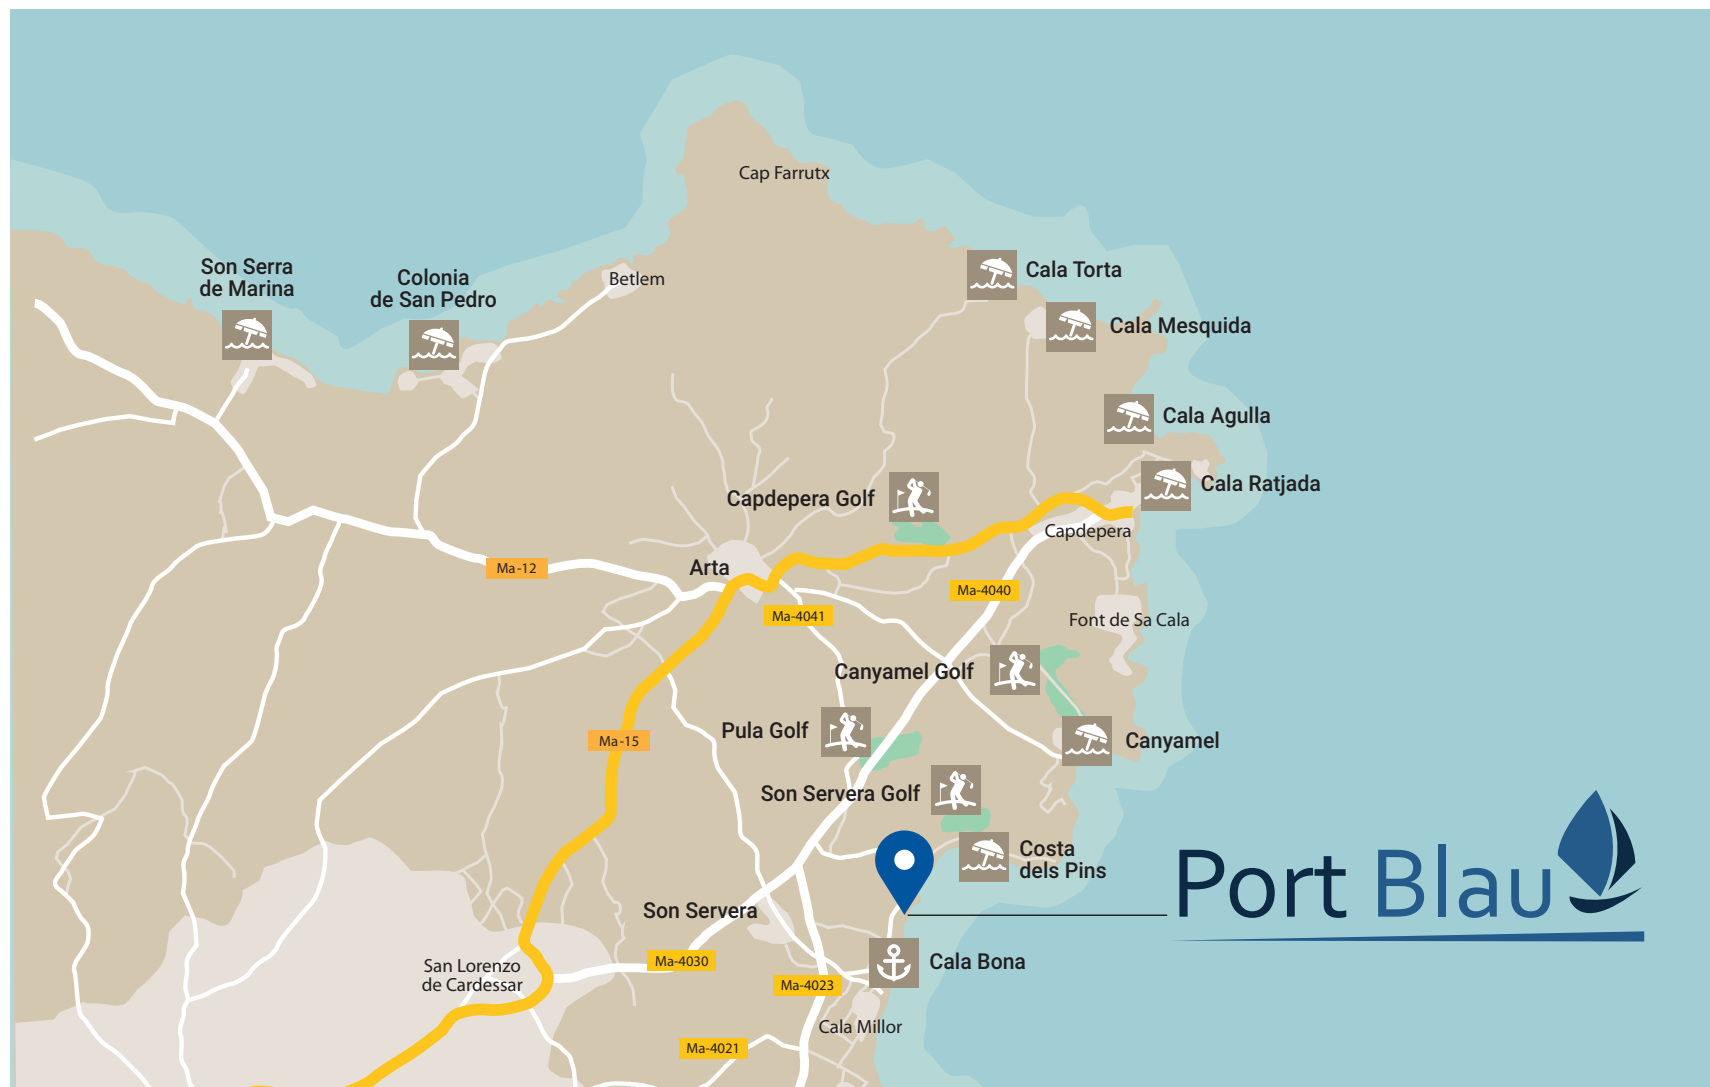 Cap Farrutx
Son Serra
de Marina
Colonia
de San Pedro
Betlem
Cala Torta
Cala Mesquida
Cala Agulla
Cala Ratjada
Capdepera Golf
Capdepera
Arta
Ma-12
Ma-4040
Ma-4041
Font de Sa Cala
Canyamel Golf
Pula Golf
Ma-15
Canyamel
Son Servera Golf
Costa
dels Pins
Port Blau
Son Servera
Ma-4030
Cala Bona
San Lorenzo
de Cardessar
Ma-4023
Cala Millor
Ma-4021